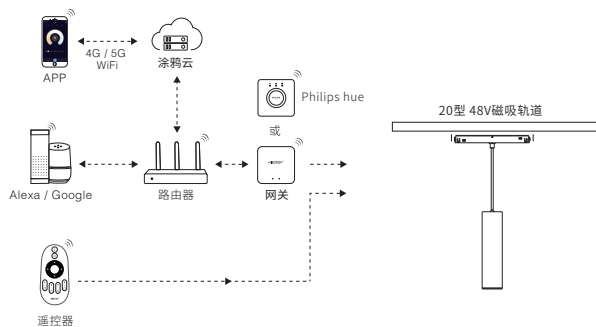 4G / 5G
WiFi
APP
涂鸦云
Philips hue
或
20型 48V磁吸轨道
Alexa / Google
路由器
网关
遥控器